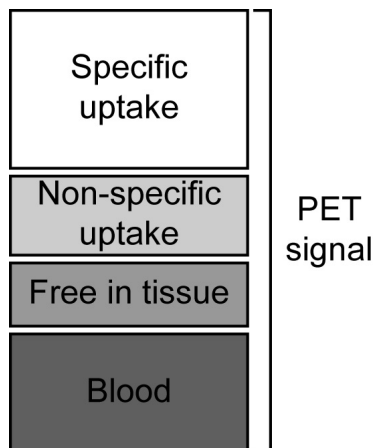 Specific
uptake
Non-specific
uptake
Free in tissue
Blood
PET
signal